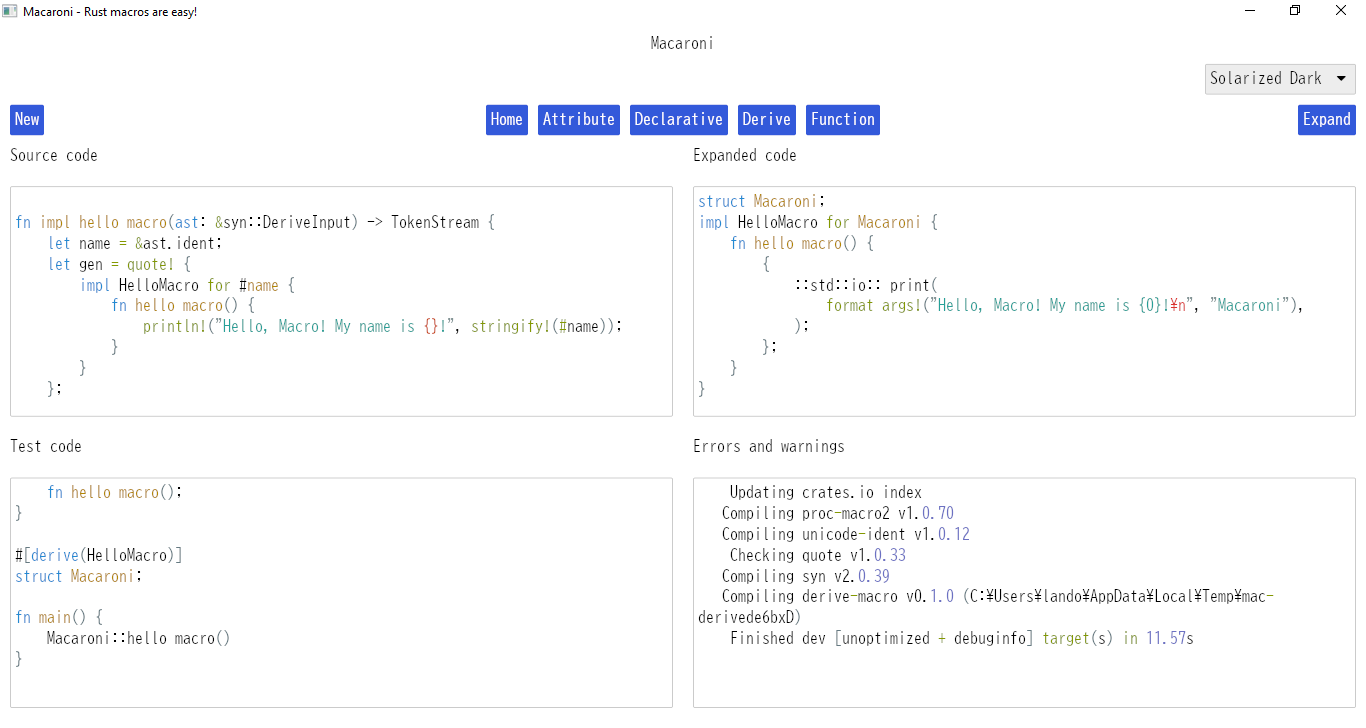 Macaroni - Rust macros are easy!
Macaroni
Solarized Dark
New Home Attribute Declarative Derive Function Expand
Source code
fn impl hello macro(ast: &syn::DeriveInput) -> TokenStream {
    let name = &ast.ident;
    let gen = quote! {
        impl HelloMacro for #name {
            fn hello macro() {
                println!("Hello, Macro! My name is {}!", stringify!(#name));
            }
        }
    };
Expanded code
struct Macaroni;
impl HelloMacro for Macaroni {
    fn hello macro() {
        {
            ::std::io:: print(
                format args!("Hello, Macro! My name is {0}!¥n", "Macaroni"),
            );
        };
    }
}
Test code
    fn hello macro();
}
#[derive(HelloMacro)]
struct Macaroni;
fn main() {
    Macaroni::hello macro()
}
Errors and warnings
    Updating crates.io index
   Compiling proc-macro2 v1.0.70
   Compiling unicode-ident v1.0.12
    Checking quote v1.0.33
   Compiling syn v2.0.39
   Compiling derive-macro v0.1.0 (C:¥Users¥lando¥AppData¥Local¥Temp¥mac-
derivede6bxD)
    Finished dev [unoptimized + debuginfo] target(s) in 11.57s